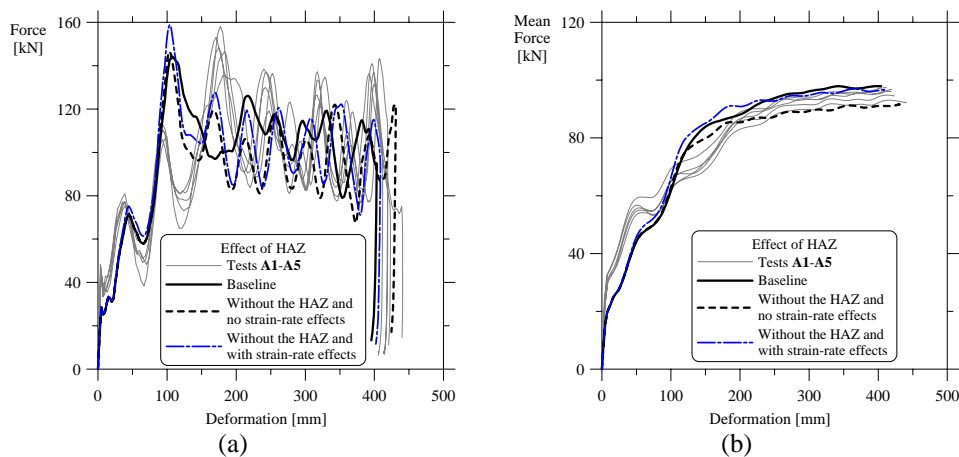 Force
[kN]
160
120
80
40
0
Effect of HAZ
Tests A1-A5
Baseline
Without the HAZ and
no strain-rate effects
Without the HAZ and
with strain-rate effects
0 100 200 300 400 500
Deformation [mm]
(a)
Mean
Force
[kN]
120
80
40
0
Effect of HAZ
Tests A1-A5
Baseline
Without the HAZ and
no strain-rate effects
Without the HAZ and
with strain-rate effects
0 100 200 300 400 500
Deformation [mm]
(b)